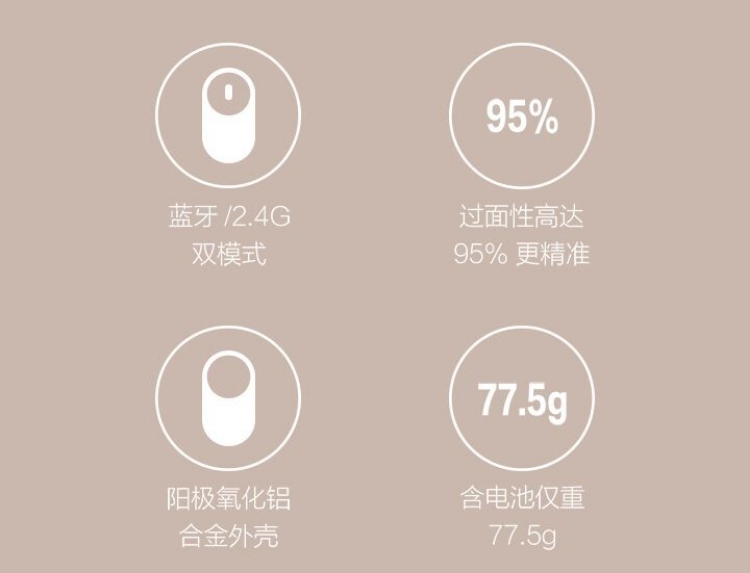 95%
蓝牙 /2.4G
双模式
过面性高达
95% 更精准
77.5g
阳极氧化铝
合金外壳
含电池仅重
77.5g